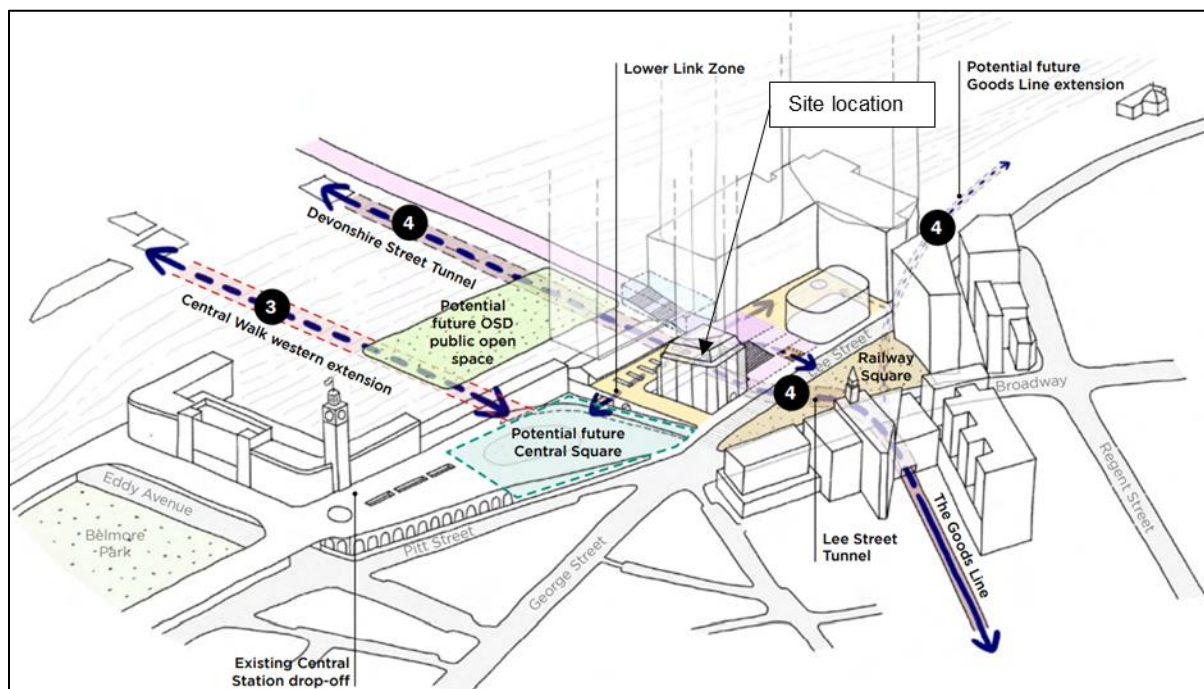 Lower Link Zone
Potential future
Goods Line extension
Site location
4
Devonshire Street Tunnel
4
3
Central Walk western extension
Potential
future OSD
public open
space
Lee Street
Railway
Square
Broadway
4
Potential future
Central Square
Eddy Avenue
Belmore
Park
Pitt Street
George Street
Lee Street
Tunnel
The Goods Line
Regent Street
Existing Central
Station drop-off